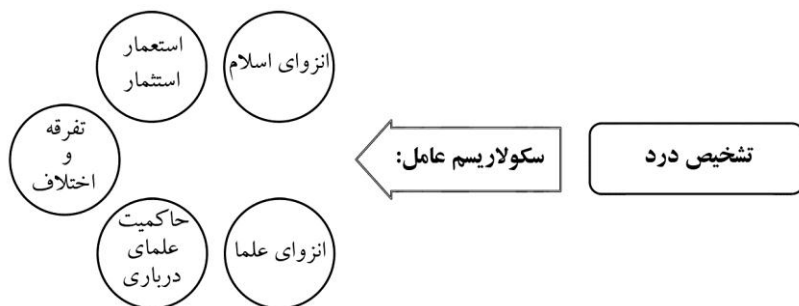 تشخیص درد
سکولاریسم عامل:
انزوای اسلام
استعمار
استثمار
تفرقه
و
اختلاف
حاکمیت
علمای
درباری
انزوای علما